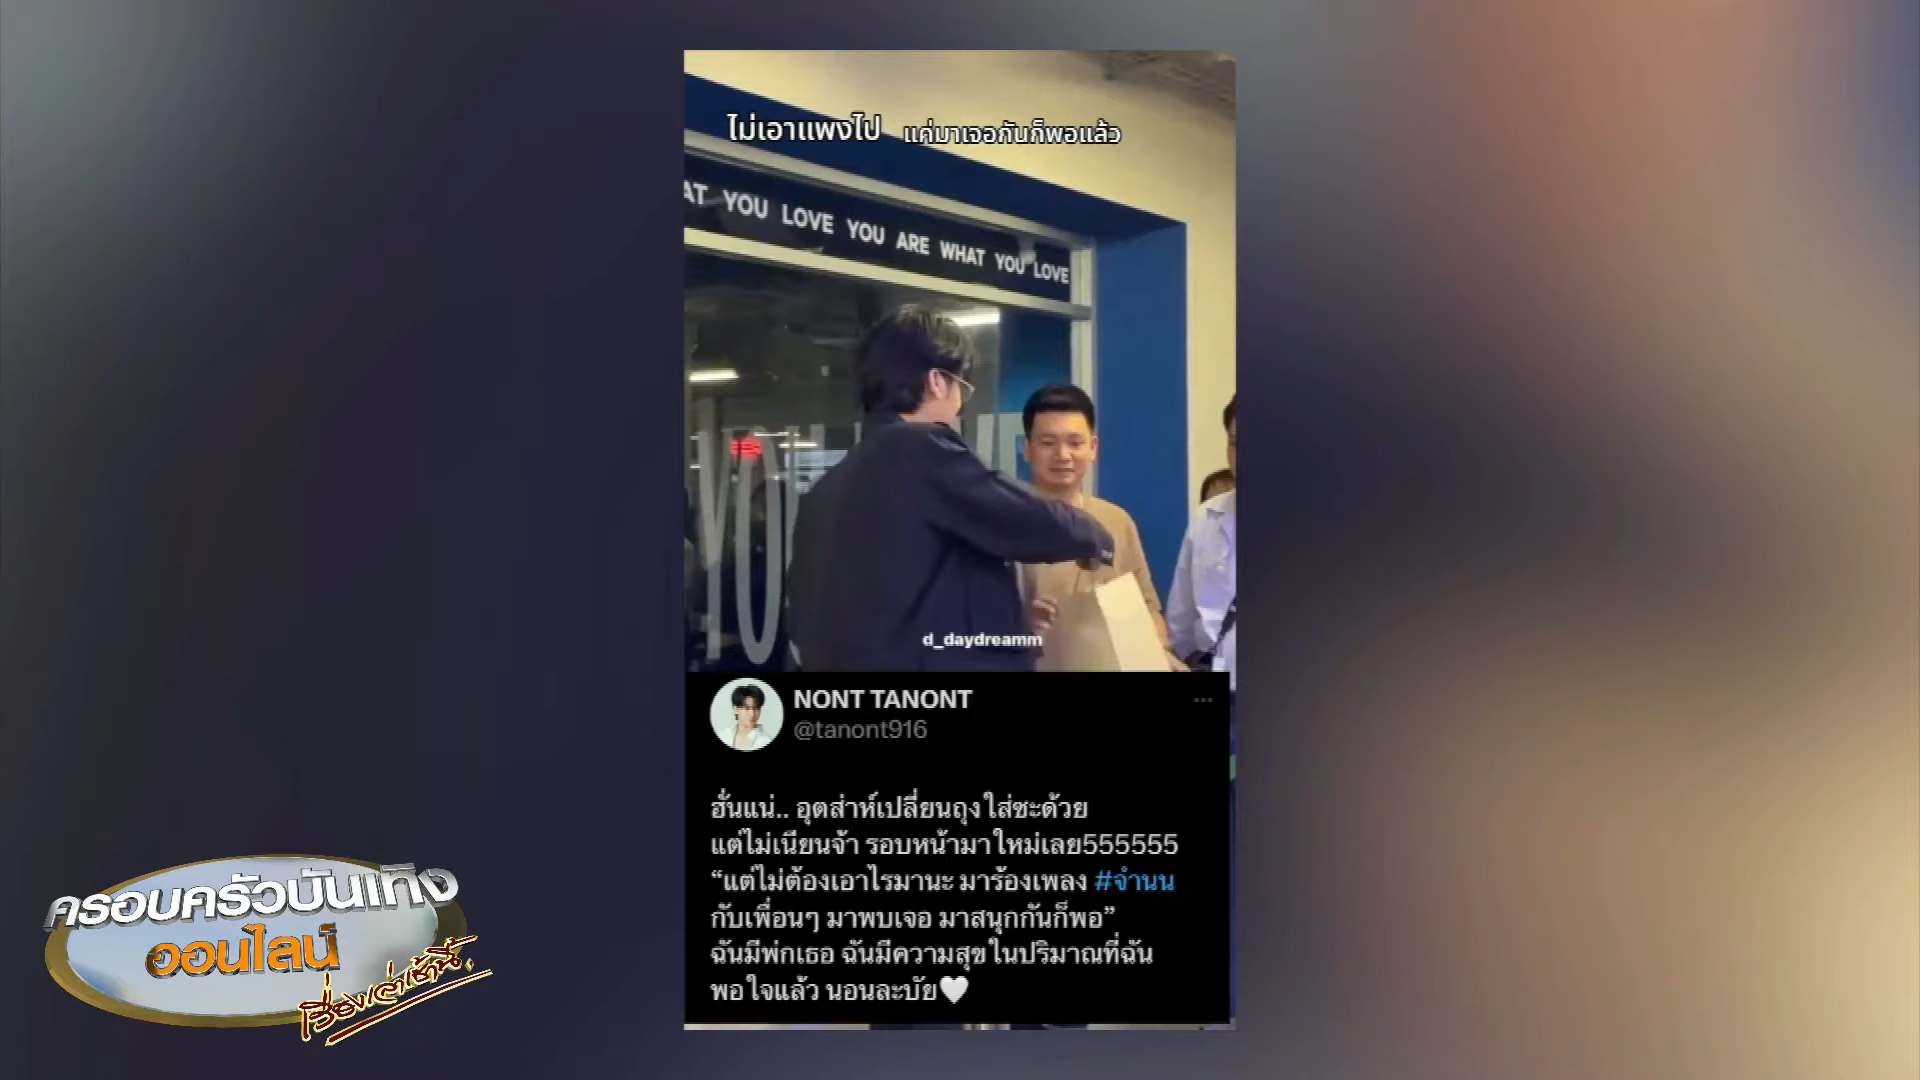 ไม่เอาแพงไป แค่มาเจอกันก็พอแล้ว
AT YOU LOVE YOU ARE WHAT YOU LOVE
YOU
d_daydreamm
NONT TANONT
@tanont916
ฮั่นแน่.. อุตส่าห์เปลี่ยนถุงใส่ซะด้วย
แต่ไม่เนียนจ้า รอบหน้ามาใหม่เลย555555
“แต่ไม่ต้องเอาไรมานะ มาร้องเพลง #จำนน
กับเพื่อนๆ มาพบเจอ มาสนุกกันก็พอ”
ฉันมีพ่กเธอ ฉันมีความสุขในปริมาณที่ฉัน
พอใจแล้ว นอนละบัย🤍
ครอบครัวบันเทิง
ออนไลน์
เรื่องเล่าเช้านี้